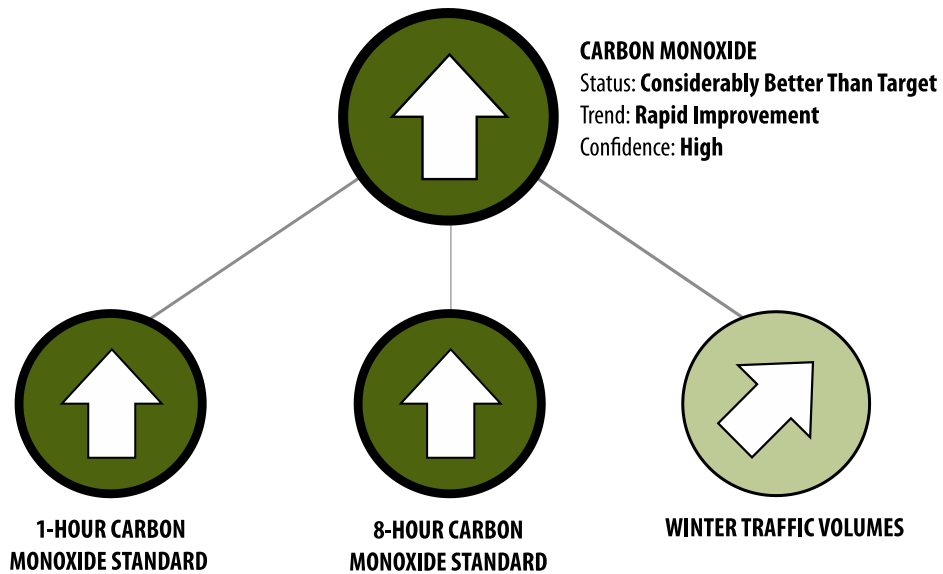 CARBON MONOXIDE
Status: Considerably Better Than Target
Trend: Rapid Improvement
Confidence: High
1-HOUR CARBON
MONOXIDE STANDARD
8-HOUR CARBON
MONOXIDE STANDARD
WINTER TRAFFIC VOLUMES